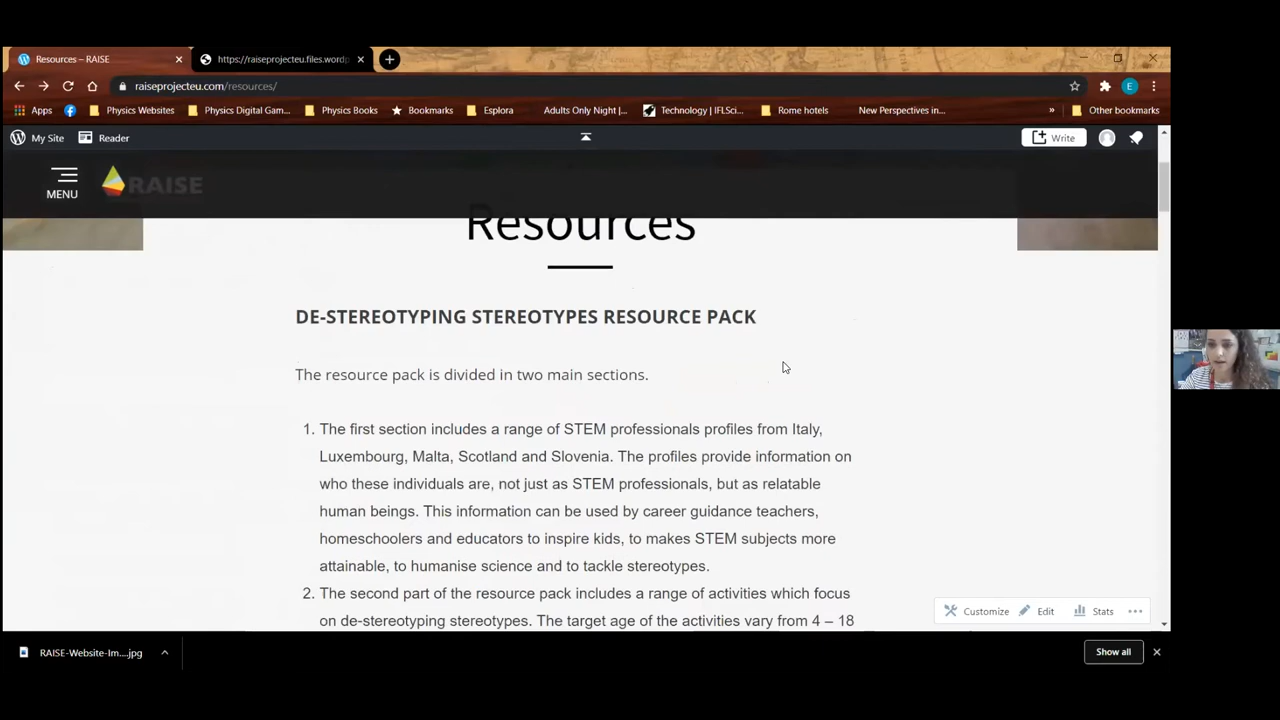 Resources – RAISE
https://raiseprojecteu.files.wordp
raiseprojecteu.com/resources/
E
Apps
Physics Websites
Physics Digital Gam...
Physics Books
Bookmarks
Esplora
Adults Only Night |...
Technology | IFLSci...
Rome hotels
New Perspectives in...
»
Other bookmarks
My Site
Reader
Write
MENU
RAISE
Resources
DE-STEREOTYPING STEREOTYPES RESOURCE PACK
The resource pack is divided in two main sections.
1. The first section includes a range of STEM professionals profiles from Italy,
Luxembourg, Malta, Scotland and Slovenia. The profiles provide information on
who these individuals are, not just as STEM professionals, but as relatable
human beings. This information can be used by career guidance teachers,
homeschoolers and educators to inspire kids, to makes STEM subjects more
attainable, to humanise science and to tackle stereotypes.
2. The second part of the resource pack includes a range of activities which focus
on de-stereotyping stereotypes. The target age of the activities vary from 4 – 18
Customize
Edit
Stats
RAISE-Website-Im....jpg
Show all